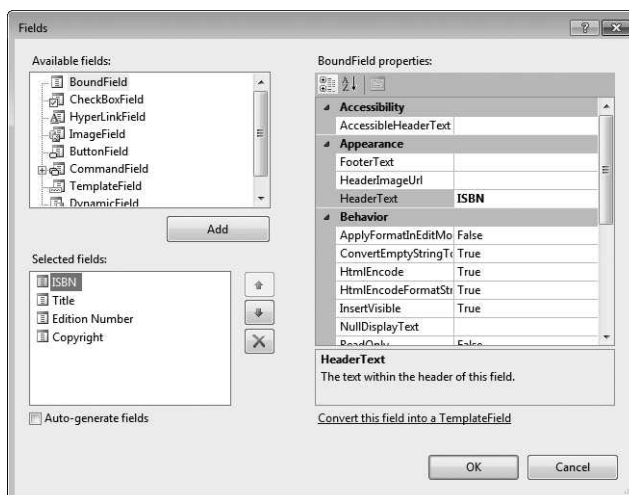 Fields
Available fields:
BoundField
CheckBoxField
HyperLinkField
ImageField
ButtonField
CommandField
TemplateField
DynamicField
Add
Selected fields:
ISBN
Title
Edition Number
Copyright
Auto-generate fields
BoundField properties:
Accessibility
AccessibleHeaderText
Appearance
FooterText
HeaderImageUrl
HeaderText ISBN
Behavior
ApplyFormatInEditMo False
ConvertEmptyStringTo True
HtmlEncode True
HtmlEncodeFormatStr True
InsertVisible True
NullDisplayText
ReadOnly False
HeaderText
The text within the header of this field.
Convert this field into a TemplateField
OK
Cancel